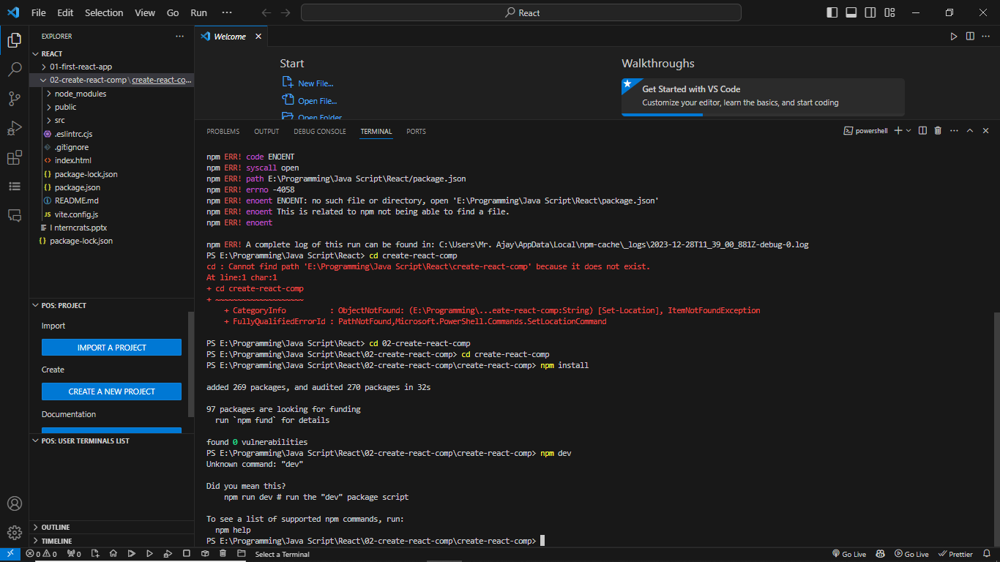 File Edit Selection View Go Run ··· React
EXPLORER ···
REACT
01-first-react-app
02-create-react-comp\create-react-co...
node_modules
public
src
.eslintrc.cjs
.gitignore
index.html
package-lock.json
package.json
README.md
vite.config.js
I nterncrats.pptx
package-lock.json
POS: PROJECT
Import
IMPORT A PROJECT
Create
CREATE A NEW PROJECT
Documentation
POS: USER TERMINALS LIST
OUTLINE
TIMELINE
Welcome
Start
New File...
Open File...
Open Folder
Walkthroughs
Get Started with VS Code
Customize your editor, learn the basics, and start coding
PROBLEMS OUTPUT DEBUG CONSOLE TERMINAL PORTS powershell
npm ERR! code ENOENT
npm ERR! syscall open
npm ERR! path E:\Programming\Java Script\React/package.json
npm ERR! errno -4058
npm ERR! enoent ENOENT: no such file or directory, open 'E:\Programming\Java Script\React\package.json'
npm ERR! enoent This is related to npm not being able to find a file.
npm ERR! enoent
npm ERR! A complete log of this run can be found in: C:\Users\Mr. Ajay\AppData\Local\npm-cache\_logs\2023-12-28T11_39_00_881Z-debug-0.log
PS E:\Programming\Java Script\React> cd create-react-comp
cd : Cannot find path 'E:\Programming\Java Script\React\create-react-comp' because it does not exist.
At line:1 char:1
+ cd create-react-comp
+ ~~~~~~~~~~~~~~~~~~~~
+ CategoryInfo : ObjectNotFound: (E:\Programming\...eate-react-comp:String) [Set-Location], ItemNotFoundException
+ FullyQualifiedErrorId : PathNotFound,Microsoft.PowerShell.Commands.SetLocationCommand
PS E:\Programming\Java Script\React> cd 02-create-react-comp
PS E:\Programming\Java Script\React\02-create-react-comp> cd create-react-comp
PS E:\Programming\Java Script\React\02-create-react-comp\create-react-comp> npm install
added 269 packages, and audited 270 packages in 32s
97 packages are looking for funding
run `npm fund` for details
found 0 vulnerabilities
PS E:\Programming\Java Script\React\02-create-react-comp\create-react-comp> npm dev
Unknown command: "dev"
Did you mean this?
npm run dev # run the "dev" package script
To see a list of supported npm commands, run:
npm help
PS E:\Programming\Java Script\React\02-create-react-comp\create-react-comp>
0 0 0 Select a Terminal Go Live Go Live Prettier